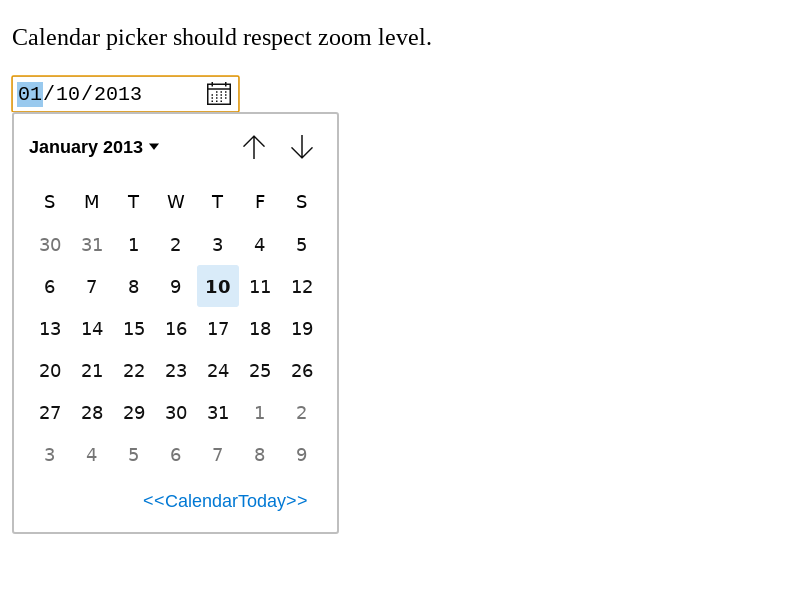 Calendar picker should respect zoom level.
01/10/2013
January 2013
S M T W T F S
30 31 1 2 3 4 5
6 7 8 9 10 11 12
13 14 15 16 17 18 19
20 21 22 23 24 25 26
27 28 29 30 31 1 2
3 4 5 6 7 8 9
<<CalendarToday>>